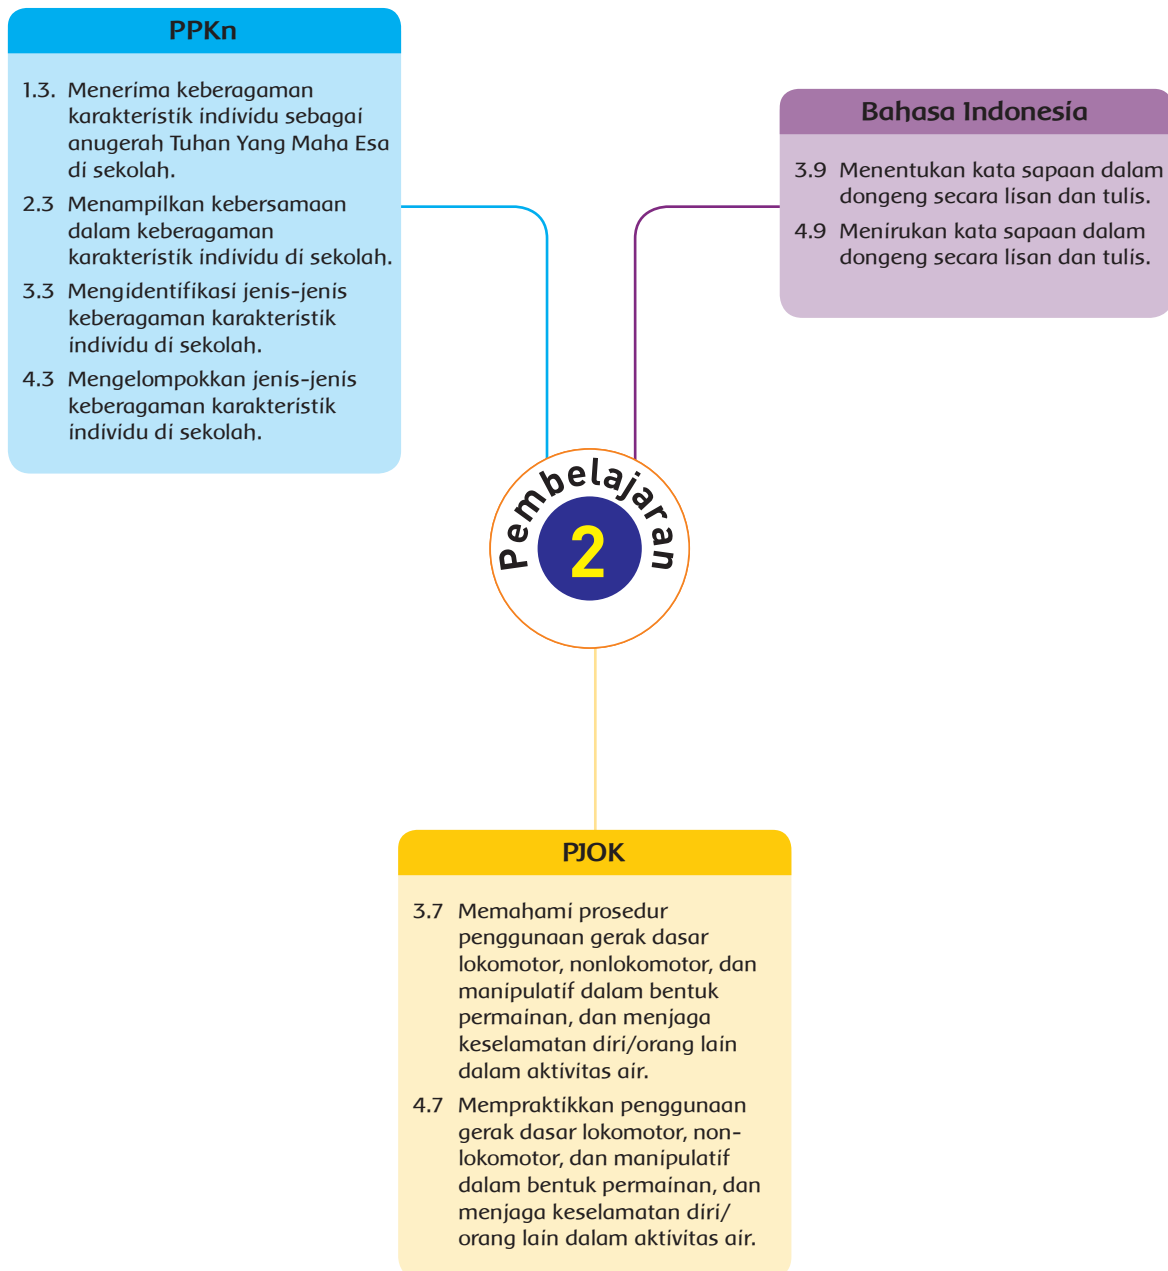 PPKn
1.3. Menerima keberagaman
karakteristik individu sebagai
anugerah Tuhan Yang Maha Esa
di sekolah.
2.3 Menampilkan kebersamaan
dalam keberagaman
karakteristik individu di sekolah.
3.3 Mengidentifikasi jenis-jenis
keberagaman karakteristik
individu di sekolah.
4.3 Mengelompokkan jenis-jenis
keberagaman karakteristik
individu di sekolah.
Bahasa Indonesia
3.9 Menentukan kata sapaan dalam
dongeng secara lisan dan tulis.
4.9 Menirukan kata sapaan dalam
dongeng secara lisan dan tulis.
Pembelajaran
2
PJOK
3.7 Memahami prosedur
penggunaan gerak dasar
lokomotor, nonlokomotor, dan
manipulatif dalam bentuk
permainan, dan menjaga
keselamatan diri/orang lain
dalam aktivitas air.
4.7 Mempraktikkan penggunaan
gerak dasar lokomotor, non-
lokomotor, dan manipulatif
dalam bentuk permainan, dan
menjaga keselamatan diri/
orang lain dalam aktivitas air.